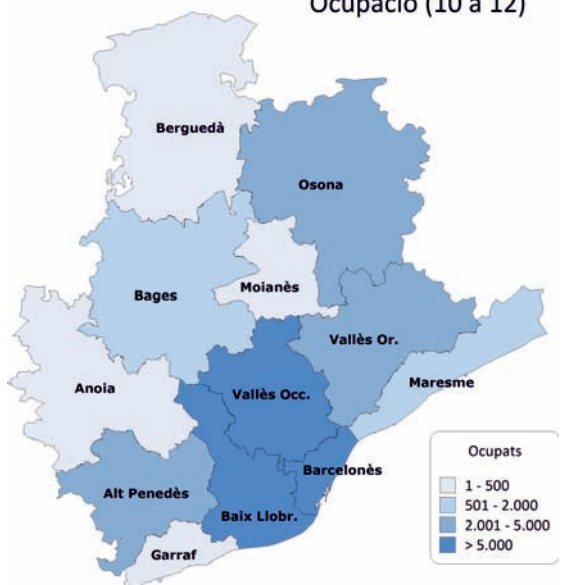 Ocupació (10 a 12)
Berguedà
Osona
Moianès
Bages
Vallès Or.
Maresme
Anoia
Vallès Occ.
Barcelonès
Alt Penedès
Baix Llobr.
Garraf
Ocupats
1 - 500
501 - 2.000
2.001 - 5.000
> 5.000